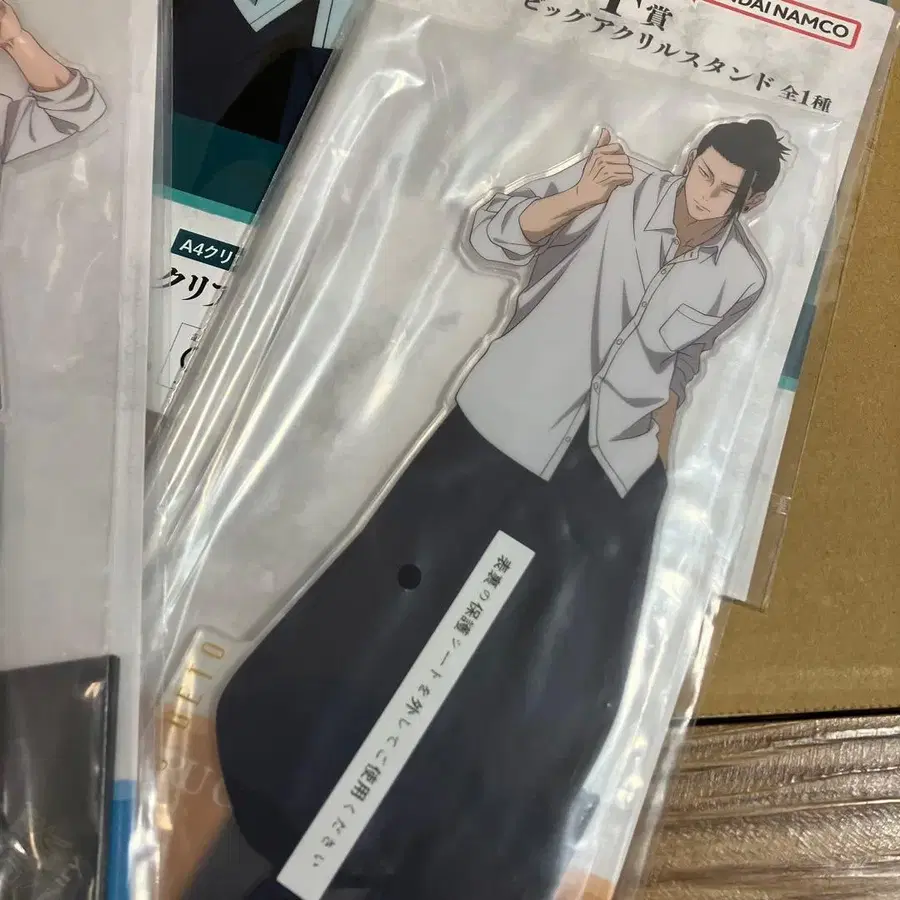 賞
BANDAI NAMCO
ビッグアクリルスタンド 全1種
A4クリ
クリア
表裏の保護シートを外してご使用ください